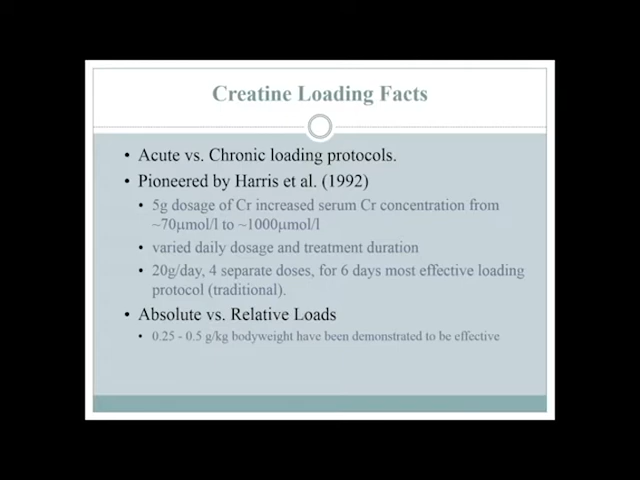 Creatine Loading Facts
• Acute vs. Chronic loading protocols.
• Pioneered by Harris et al. (1992)
• 5g dosage of Cr increased serum Cr concentration from
~70μmol/l to ~1000μmol/l
• varied daily dosage and treatment duration
• 20g/day, 4 separate doses, for 6 days most effective loading
protocol (traditional).
• Absolute vs. Relative Loads
• 0.25 - 0.5 g/kg bodyweight have been demonstrated to be effective